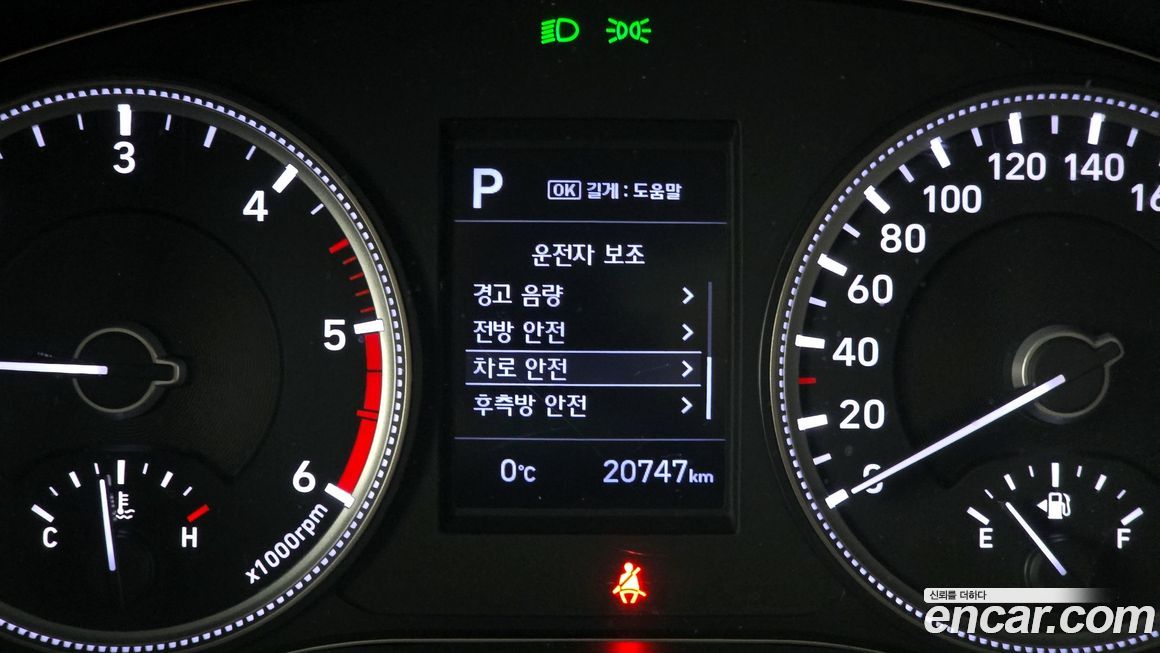 P OK 길게 : 도움말
운전자 보조
경고 음량
전방 안전
차로 안전
후측방 안전
0℃ 20747km
3
4
5
6
x1000rpm
C H
0
20
40
60
80
100
120
140
E F
신뢰를 더하다
encar.com